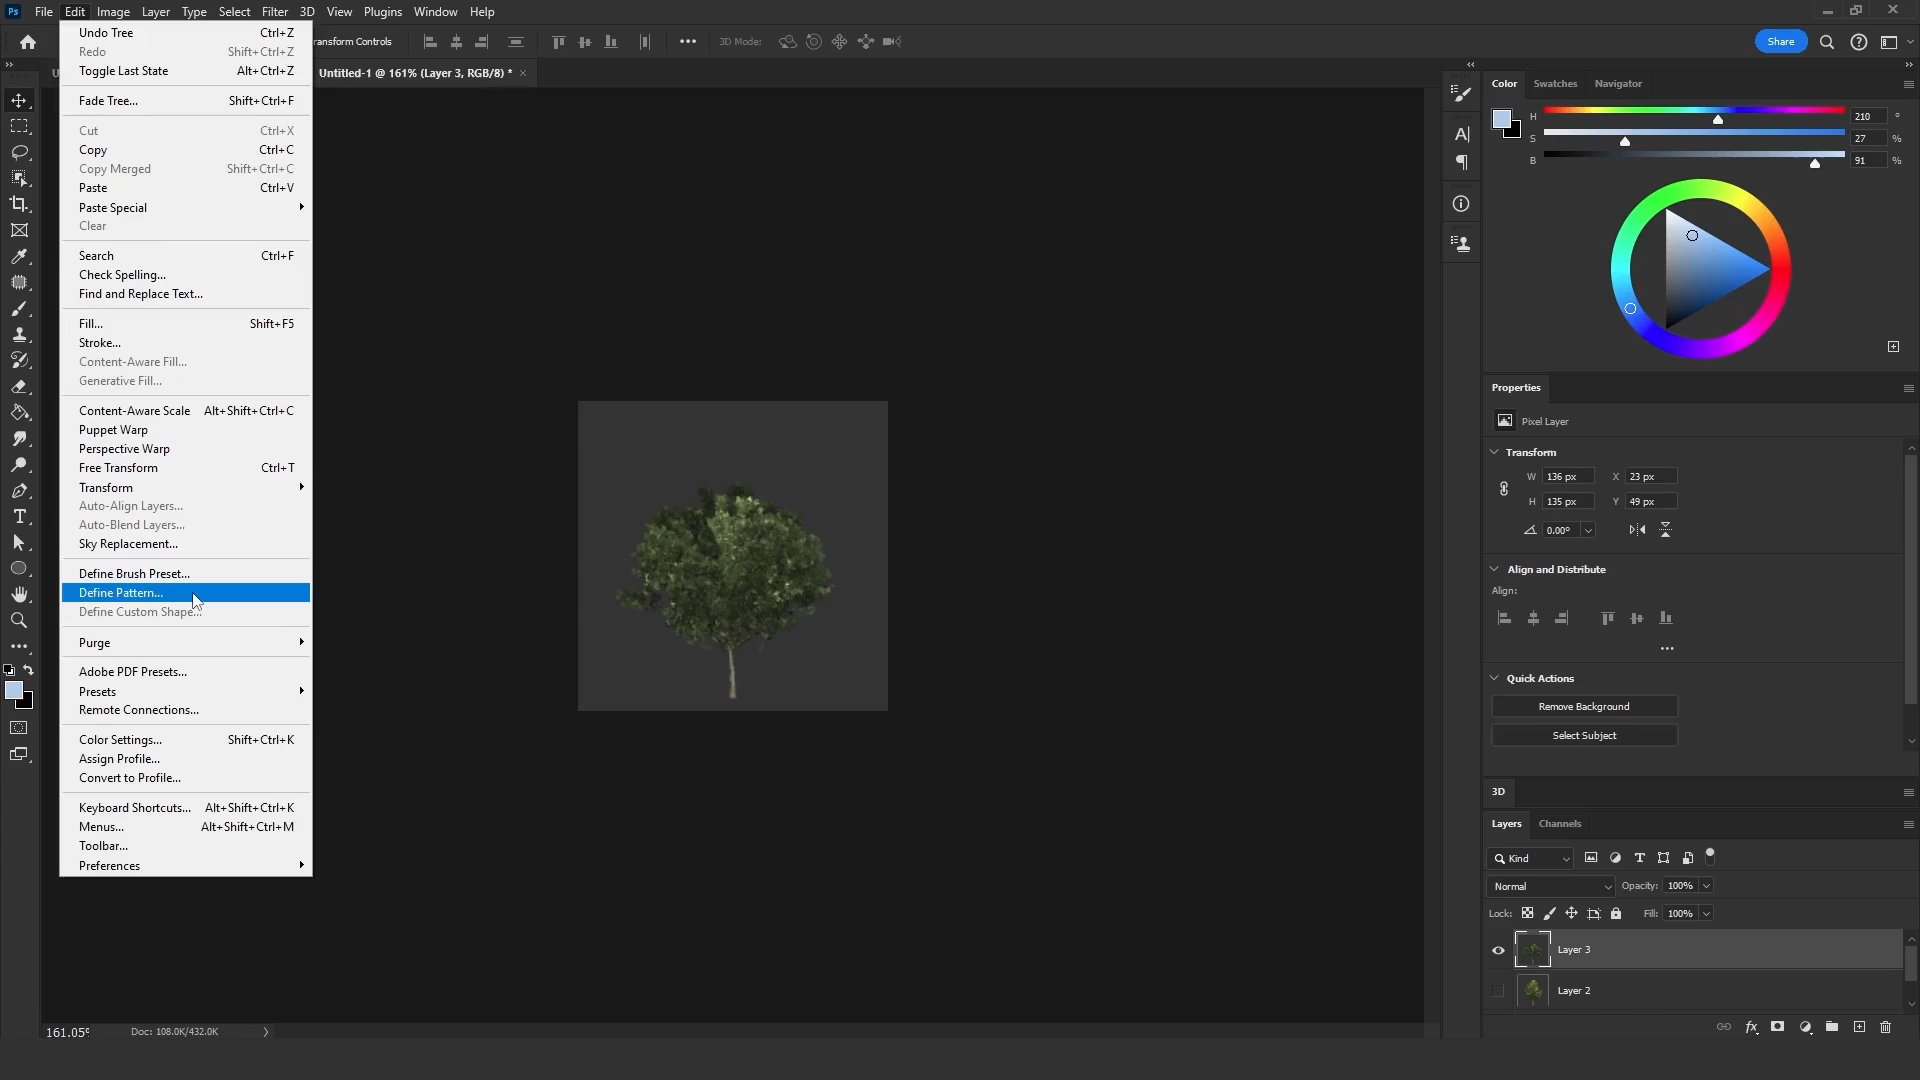 Ps File Edit Image Layer Type Select Filter 3D View Plugins Window Help
ransform Controls
3D Mode:
Share
U
Untitled-1 @ 161% (Layer 3, RGB/8) *
Undo Tree Ctrl+Z
Redo Shift+Ctrl+Z
Toggle Last State Alt+Ctrl+Z
Fade Tree... Shift+Ctrl+F
Cut Ctrl+X
Copy Ctrl+C
Copy Merged Shift+Ctrl+C
Paste Ctrl+V
Paste Special
Clear
Search Ctrl+F
Check Spelling...
Find and Replace Text...
Fill... Shift+F5
Stroke...
Content-Aware Fill...
Generative Fill...
Content-Aware Scale Alt+Shift+Ctrl+C
Puppet Warp
Perspective Warp
Free Transform Ctrl+T
Transform
Auto-Align Layers...
Auto-Blend Layers...
Sky Replacement...
Define Brush Preset...
Define Pattern...
Define Custom Shape...
Purge
Adobe PDF Presets...
Presets
Remote Connections...
Color Settings... Shift+Ctrl+K
Assign Profile...
Convert to Profile...
Keyboard Shortcuts... Alt+Shift+Ctrl+K
Menus... Alt+Shift+Ctrl+M
Toolbar...
Preferences
161.05% Doc: 108.0K/432.0K
Color Swatches Navigator
H 210 °
S 27 %
B 91 %
Properties
Pixel Layer
Transform
W 136 px X 23 px
H 135 px Y 49 px
0.00°
Align and Distribute
Align:
Quick Actions
Remove Background
Select Subject
3D
Layers Channels
Kind
Normal Opacity: 100%
Lock: Fill: 100%
Layer 3
Layer 2